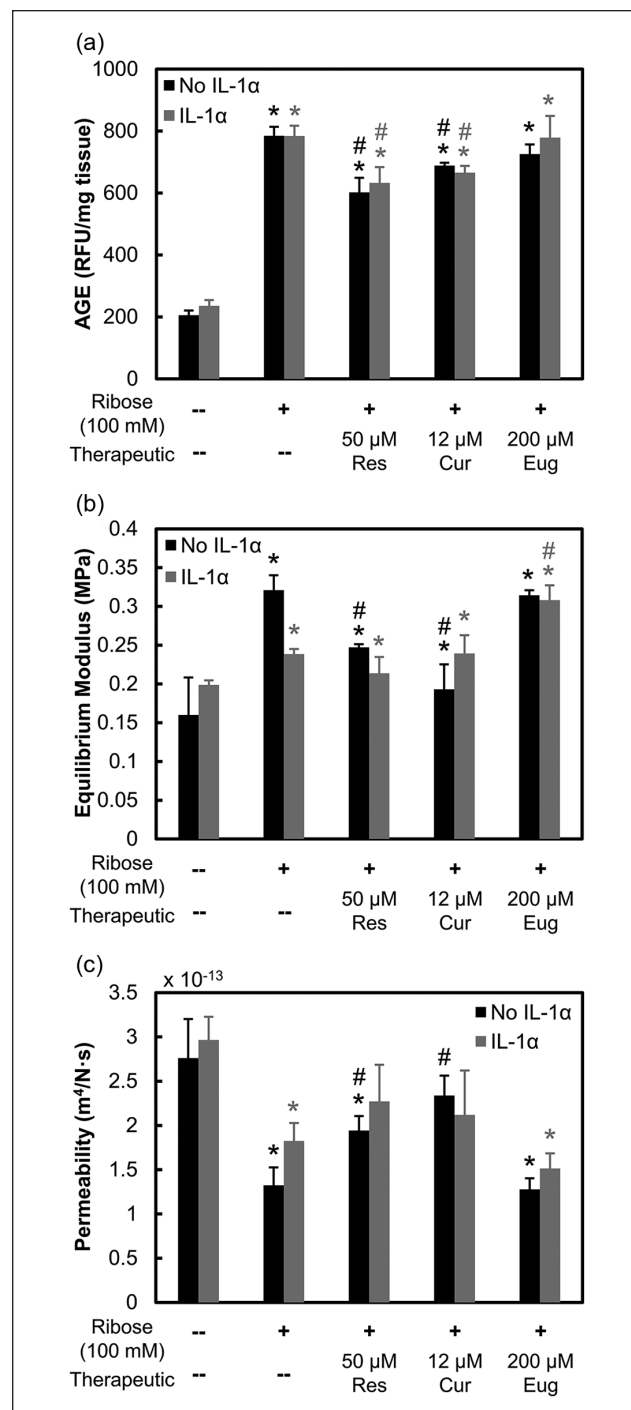 (a)
1000
No IL-1α
IL-1α
800
600
400
200
0
AGE (RFU/mg tissue)
* * # * # * # * # * * *
Ribose (100 mM) -- + + + +
Therapeutic -- -- 50 µM Res 12 µM Cur 200 µM Eug
(b)
0.4
No IL-1α
IL-1α
0.35
0.3
0.25
0.2
0.15
0.1
0.05
0
Equilibrium Modulus (MPa)
* * # * * # * * * # *
Ribose (100 mM) -- + + + +
Therapeutic -- -- 50 µM Res 12 µM Cur 200 µM Eug
(c)
x 10-13
3.5
No IL-1α
IL-1α
3
2.5
2
1.5
1
0.5
0
Permeability (m⁴/N·s)
* * # * # * *
Ribose (100 mM) -- + + + +
Therapeutic -- -- 50 µM Res 12 µM Cur 200 µM Eug